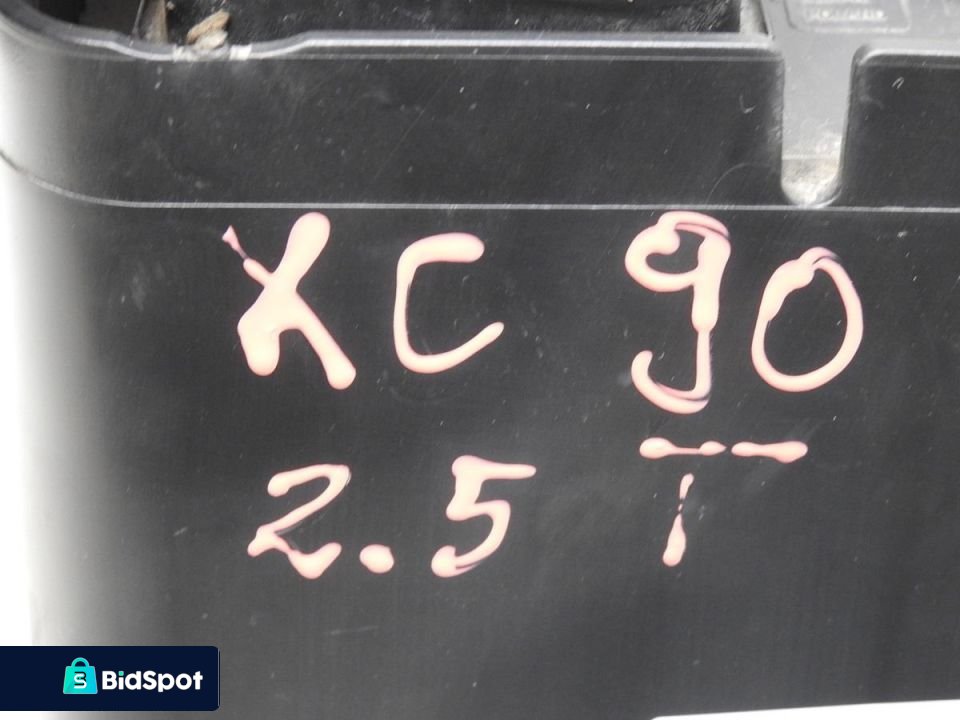 XC 90
2.5 T
BidSpot